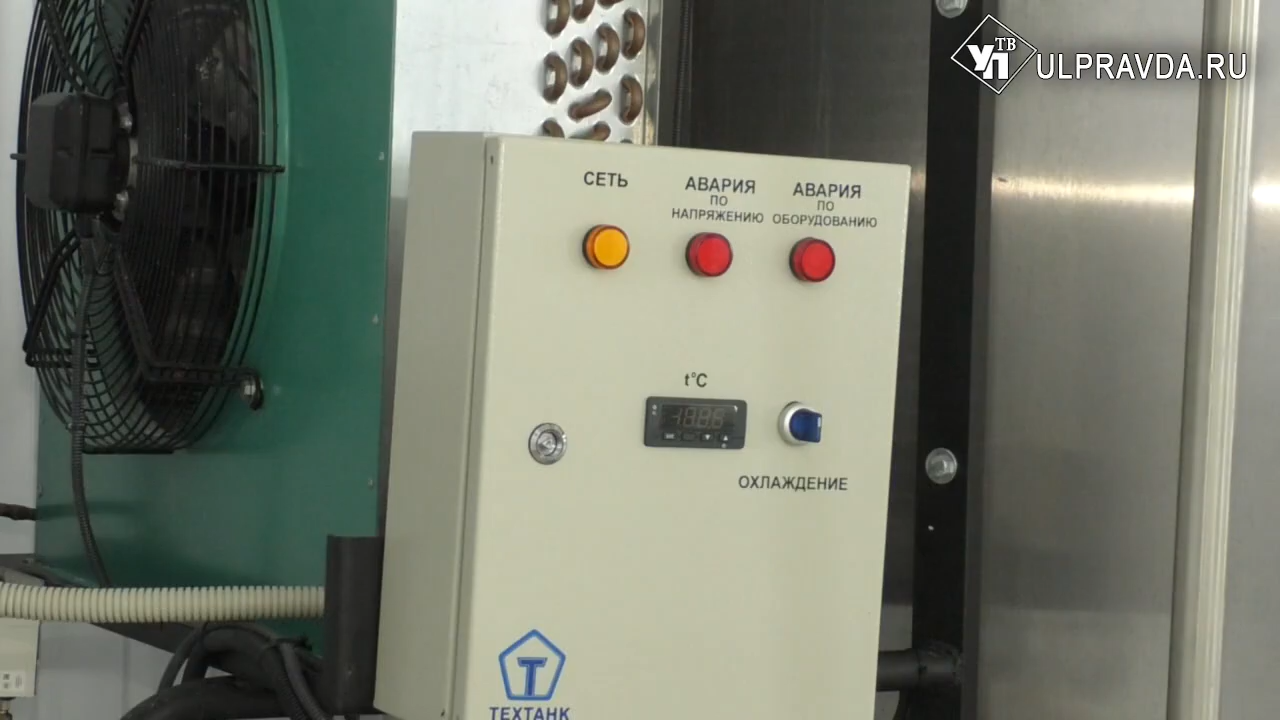 УП ТВ ULPRAVDA.RU
СЕТЬ
АВАРИЯ
ПО
НАПРЯЖЕНИЮ
АВАРИЯ
ПО
ОБОРУДОВАНИЮ
t°C
ОХЛАЖДЕНИЕ
Т
ТЕХТАНК